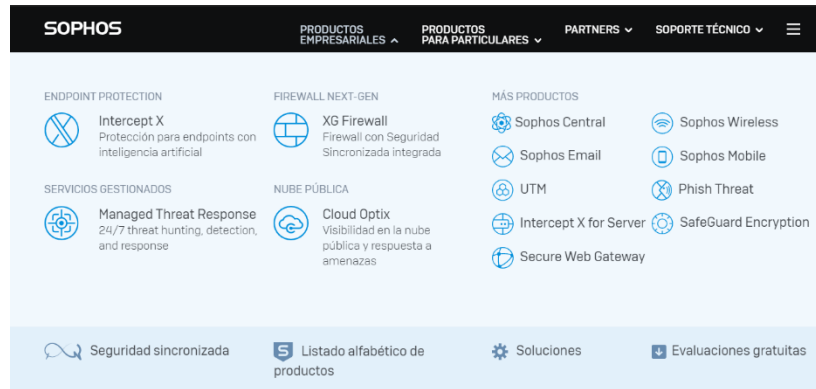 SOPHOS
PRODUCTOS
EMPRESARIALES
PRODUCTOS
PARA PARTICULARES
PARTNERS
SOPORTE TÉCNICO
ENDPOINT PROTECTION
Intercept X
Protección para endpoints con
inteligencia artificial
SERVICIOS GESTIONADOS
Managed Threat Response
24/7 threat hunting, detection,
and response
FIREWALL NEXT-GEN
XG Firewall
Firewall con Seguridad
Sincronizada integrada
NUBE PÚBLICA
Cloud Optix
Visibilidad en la nube
pública y respuesta a
amenazas
MÁS PRODUCTOS
Sophos Central
Sophos Email
UTM
Intercept X for Server
Secure Web Gateway
Sophos Wireless
Sophos Mobile
Phish Threat
SafeGuard Encryption
Seguridad sincronizada
Listado alfabético de
productos
Soluciones
Evaluaciones gratuitas